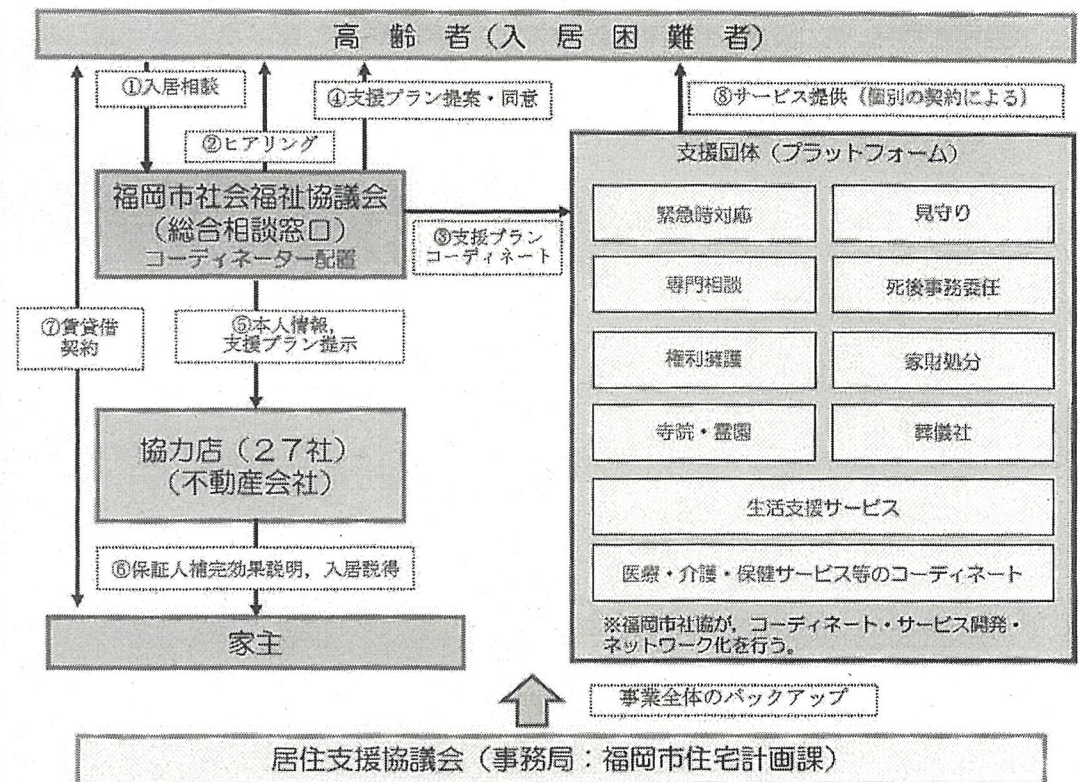 高齢者(入居困難者)
①入居相談
②ヒアリング
④支援プラン提案・同意
⑧サービス提供(個別の契約による)
福岡市社会福祉協議会
(総合相談窓口)
コーディネーター配置
③支援プラン
コーディネート
⑦賃貸借
契約
⑤本人情報,
支援プラン提示
協力店(27社)
(不動産会社)
⑥保証人補完効果説明,入居説得
家主
支援団体(プラットフォーム)
緊急時対応
見守り
専門相談
死後事務委任
権利擁護
家財処分
寺院・霊園
葬儀社
生活支援サービス
医療・介護・保健サービス等のコーディネート
※福岡市社協が,コーディネート・サービス開発・
ネットワーク化を行う。
事業全体のバックアップ
居住支援協議会(事務局:福岡市住宅計画課)